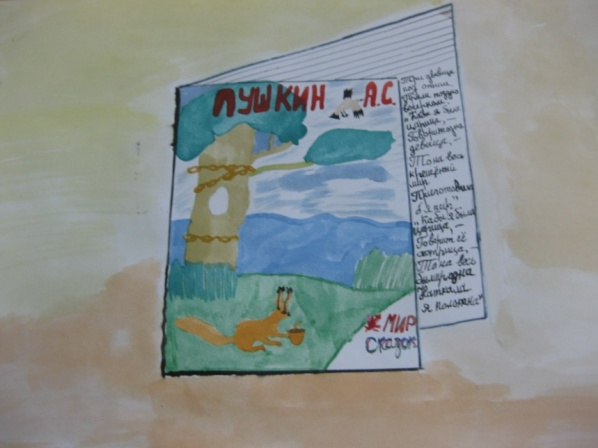 ПУШКИН А.С.
Три девицы
под окном
Пряли поздно
вечерком.
"Кабы я была
царица, –
Говорит одна
девица, –
То на весь
крещеный
мир
Приготовила
б я пир".
"Кабы я была
царица, –
Говорит её
сестрица, –
То на весь
бы мир одна
Наткала
я полотна"
МИР
Сказок